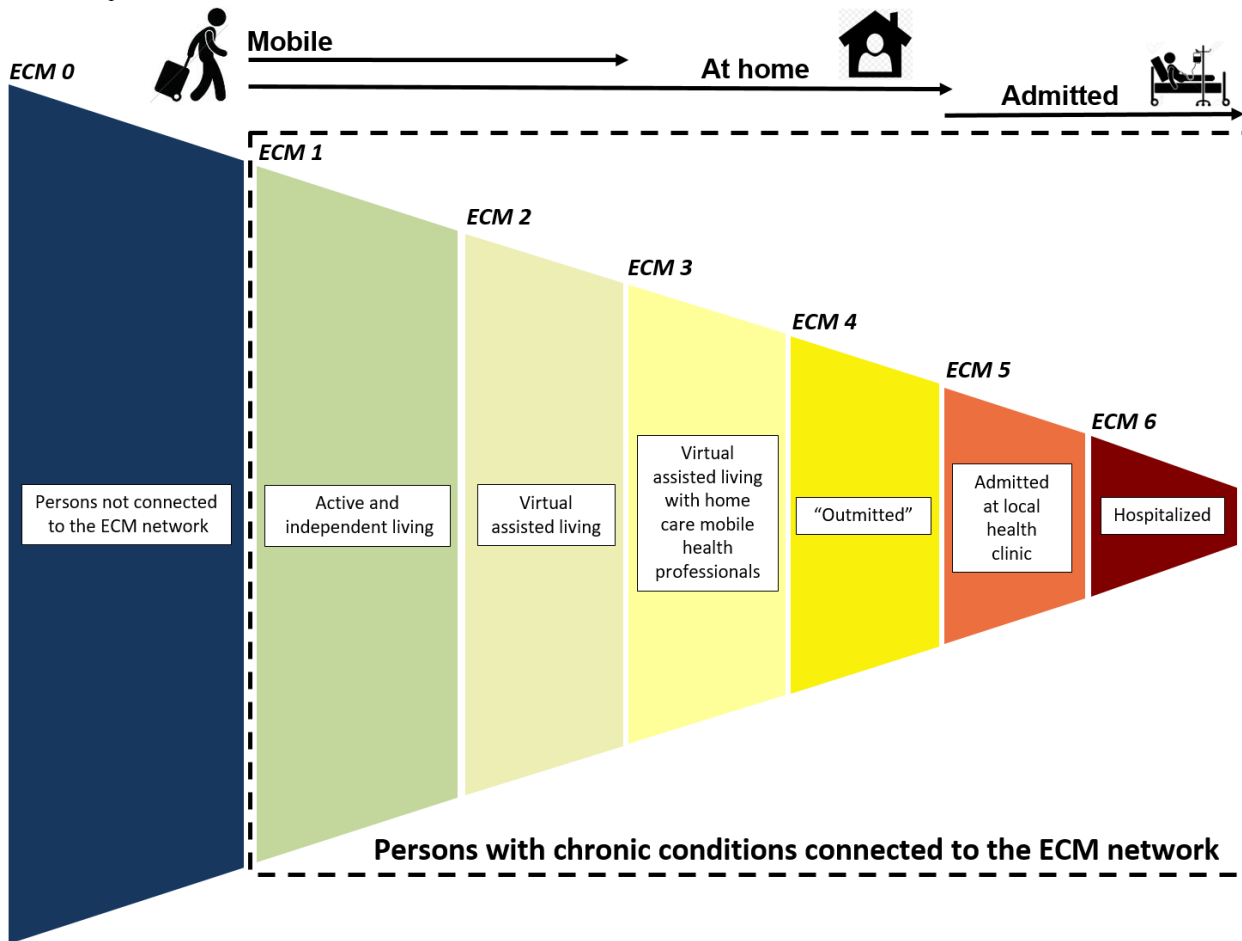 Mobile
At home
Admitted
ECM 0
ECM 1
ECM 2
ECM 3
ECM 4
ECM 5
ECM 6
Persons not connected
to the ECM network
Active and
independent living
Virtual
assisted living
Virtual
assisted living
with home
care mobile
health
professionals
“Outmitted”
Admitted
at local
health
clinic
Hospitalized
Persons with chronic conditions connected to the ECM network